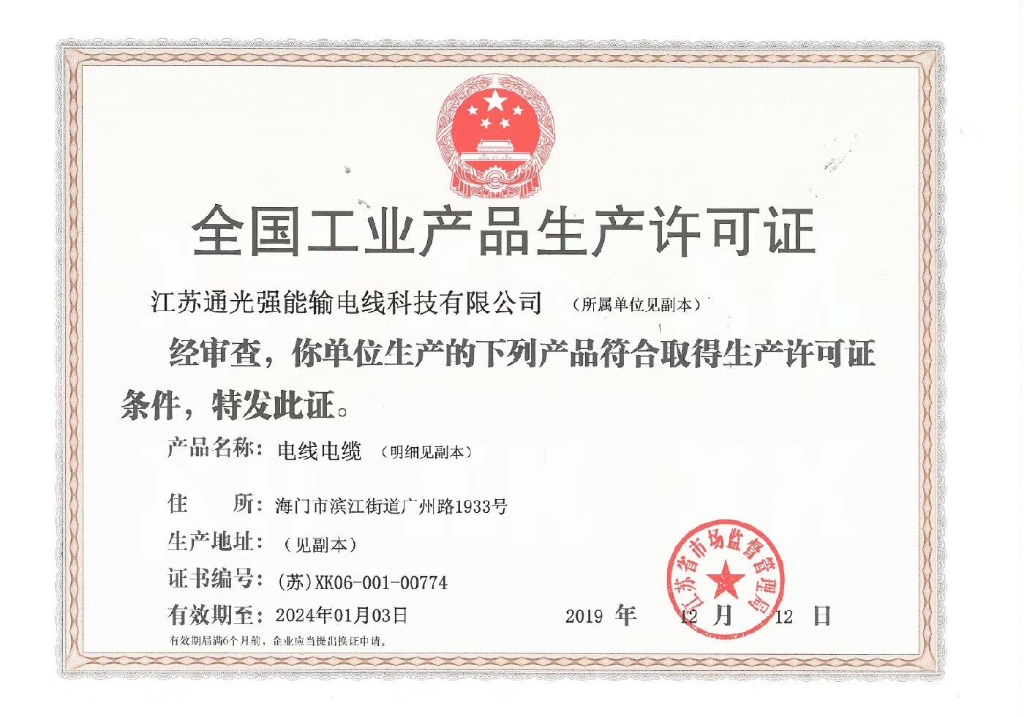 全国工业产品生产许可证
江苏通光强能输电线科技有限公司 （所属单位见副本）
经审查，你单位生产的下列产品符合取得生产许可证
条件，特发此证。
产品名称：电线电缆（明细见副本）
住 所：海门市滨江街道广州路1933号
生产地址：（见副本）
证书编号：(苏)XK06-001-00774
有效期至：2024年01月03日
2019 年 12 月 12 日
有效期届满6个月前，企业应当提出换证申请。
江苏省市场监督管理局